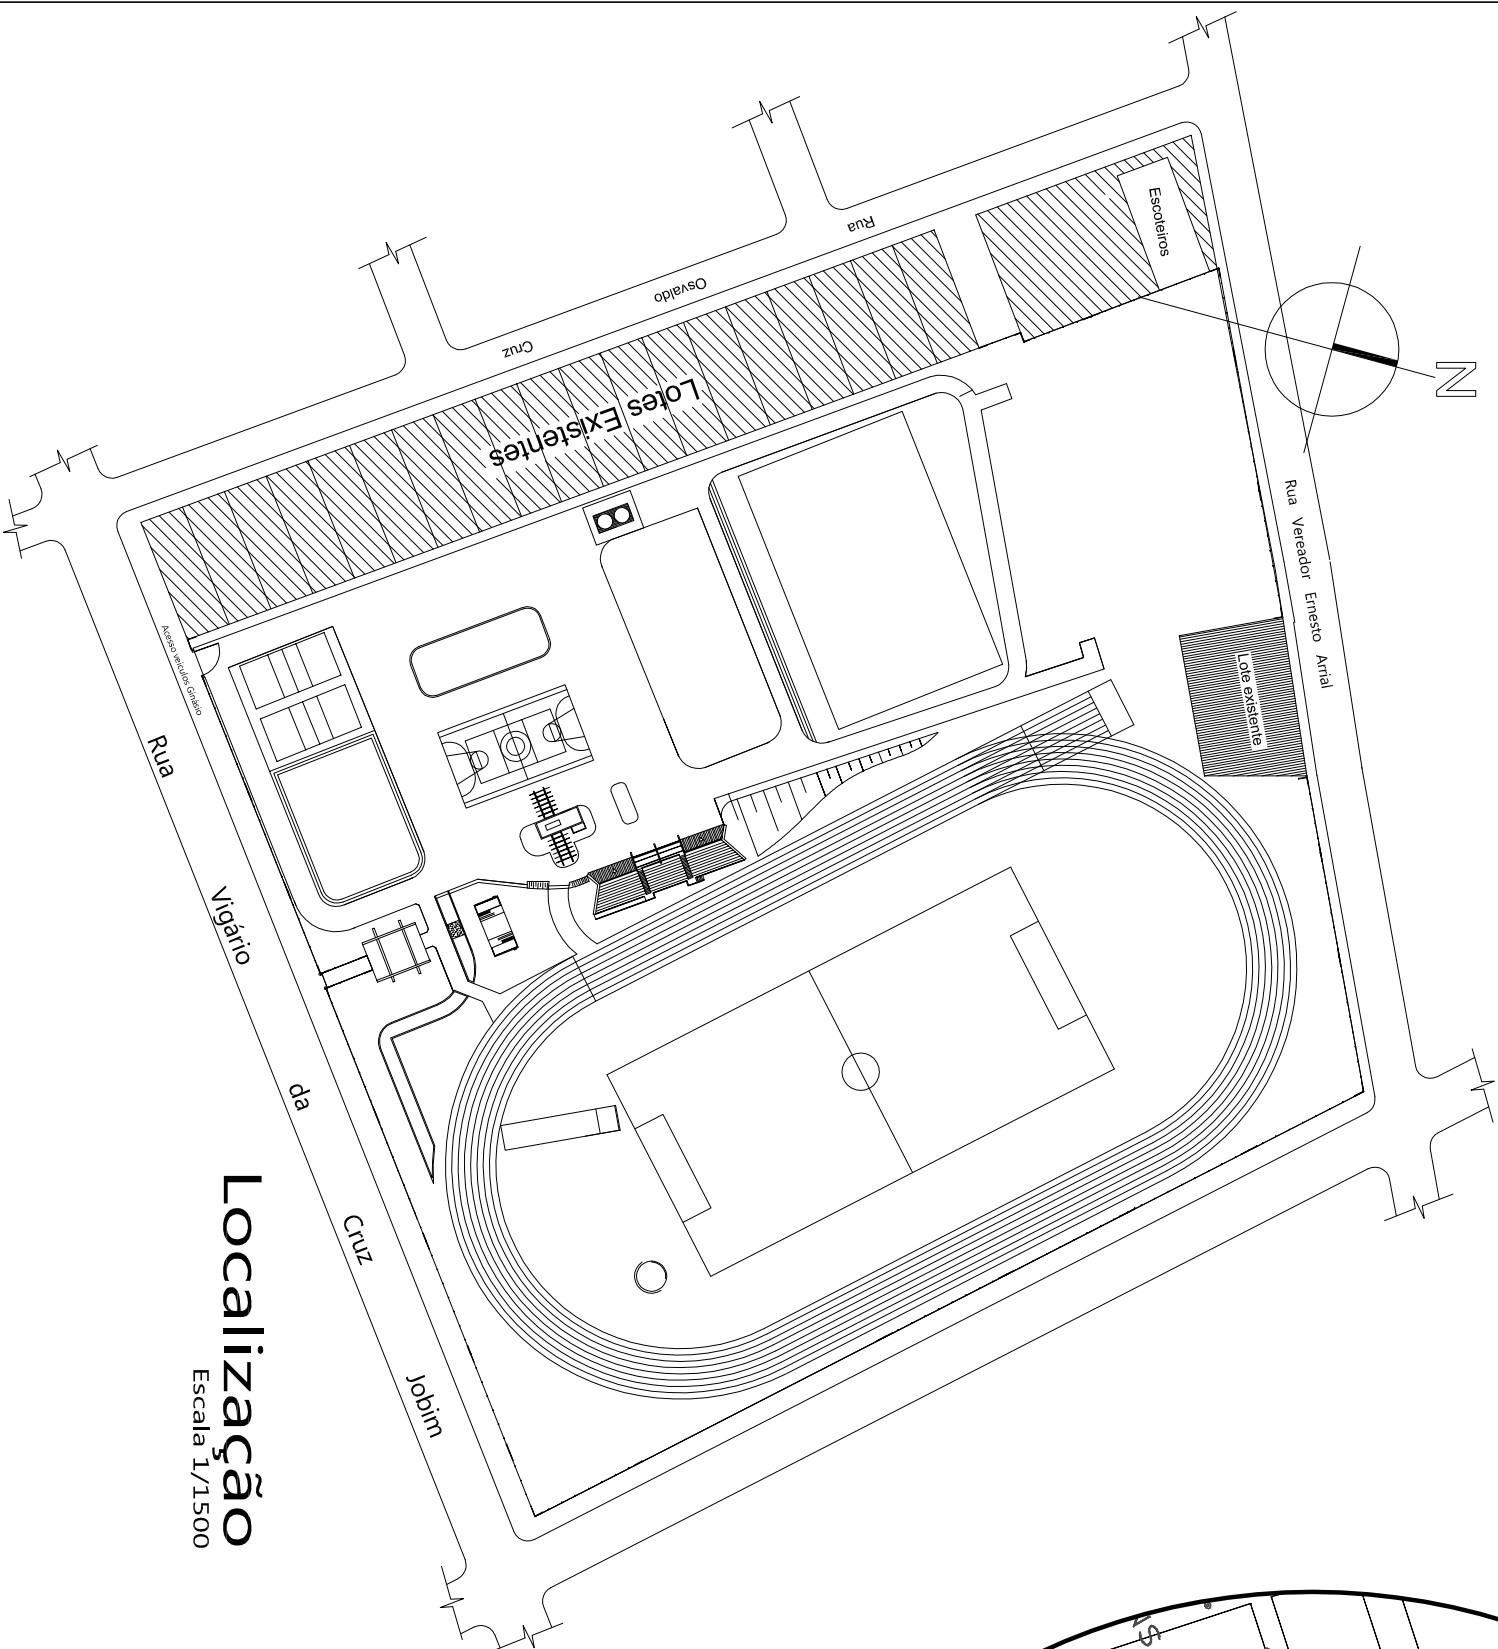 Rua Osvaldo Cruz
Escoteiros
Lotes Existentes
N
Rua Vereador Ernesto Arrial
Lote existente
Acesso veículos Ginásio
Rua Vigário da Cruz Jobim
Localização
Escala 1/1500